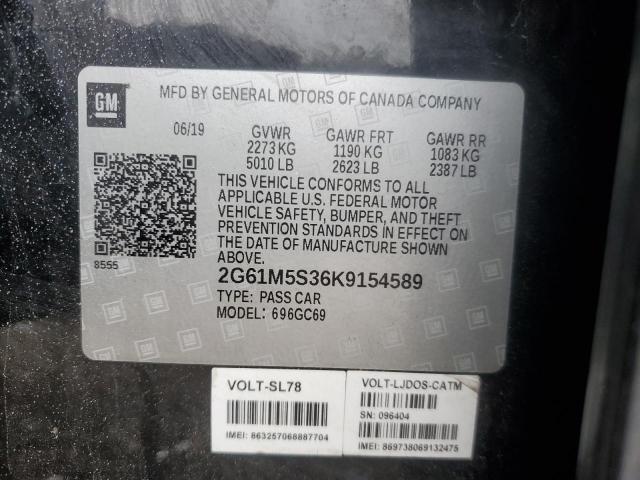 GM
MFD BY GENERAL MOTORS OF CANADA COMPANY
06/19 GVWR GAWR FRT GAWR RR
2273 KG 1190 KG 1083 KG
5010 LB 2623 LB 2387 LB
THIS VEHICLE CONFORMS TO ALL
APPLICABLE U.S. FEDERAL MOTOR
VEHICLE SAFETY, BUMPER, AND THEFT
PREVENTION STANDARDS IN EFFECT ON
THE DATE OF MANUFACTURE SHOWN
ABOVE.
8555
2G61M5S36K9154589
TYPE: PASS CAR
MODEL: 696GC69
VOLT-SL78
IMEI: 863257068887704
VOLT-LJDOS-CATM
SN: 096404
IMEI: 869738069132475